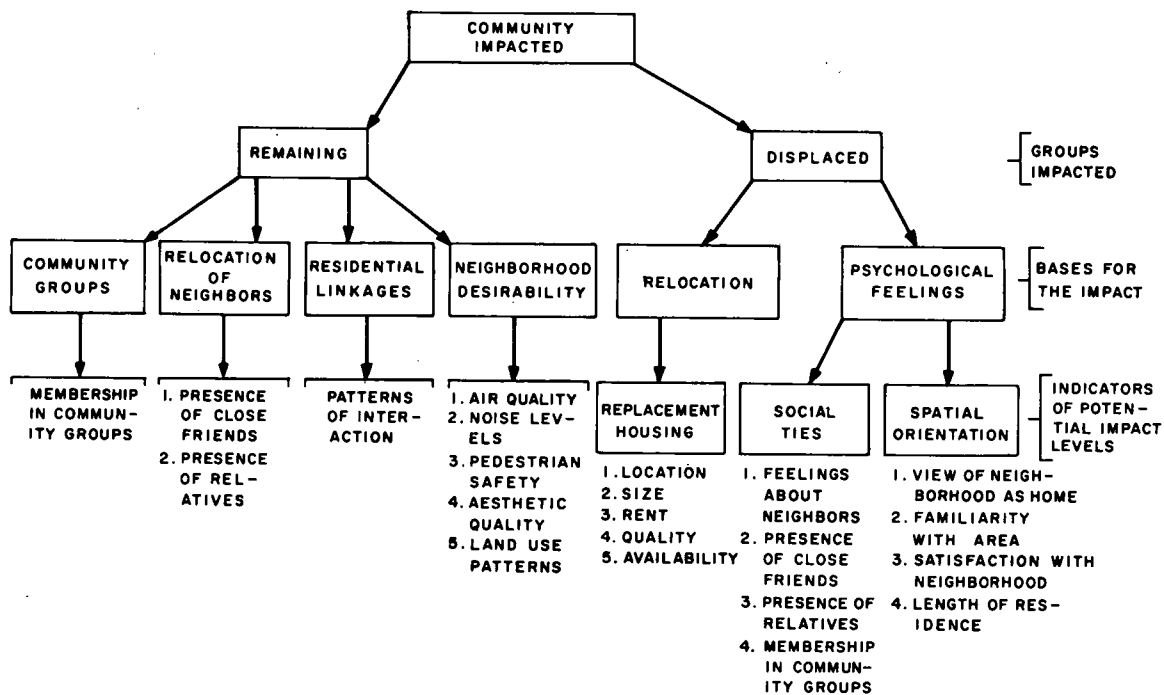 COMMUNITY
IMPACTED
REMAINING
DISPLACED
GROUPS
IMPACTED
COMMUNITY
GROUPS
RELOCATION
OF
NEIGHBORS
RESIDENTIAL
LINKAGES
NEIGHBORHOOD
DESIRABILITY
RELOCATION
PSYCHOLOGICAL
FEELINGS
BASES FOR
THE IMPACT
MEMBERSHIP
IN COMMUN-
ITY GROUPS
1. PRESENCE
OF CLOSE
FRIENDS
2. PRESENCE
OF REL-
ATIVES
PATTERNS
OF INTER-
ACTION
1. AIR QUALITY
2. NOISE LEV-
ELS
3. PEDESTRIAN
SAFETY
4. AESTHETIC
QUALITY
5. LAND USE
PATTERNS
REPLACEMENT
HOUSING
1. LOCATION
2. SIZE
3. RENT
4. QUALITY
5. AVAILABILITY
SOCIAL
TIES
1. FEELINGS
ABOUT
NEIGHBORS
2. PRESENCE
OF CLOSE
FRIENDS
3. PRESENCE OF
RELATIVES
4. MEMBERSHIP
IN COMMUN-
ITY GROUPS
SPATIAL
ORIENTATION
1. VIEW OF NEIGH-
BORHOOD AS HOME
2. FAMILIARITY
WITH AREA
3. SATISFACTION WITH
NEIGHBORHOOD
4. LENGTH OF RES-
IDENCE
INDICATORS
OF POTEN-
TIAL IMPACT
LEVELS